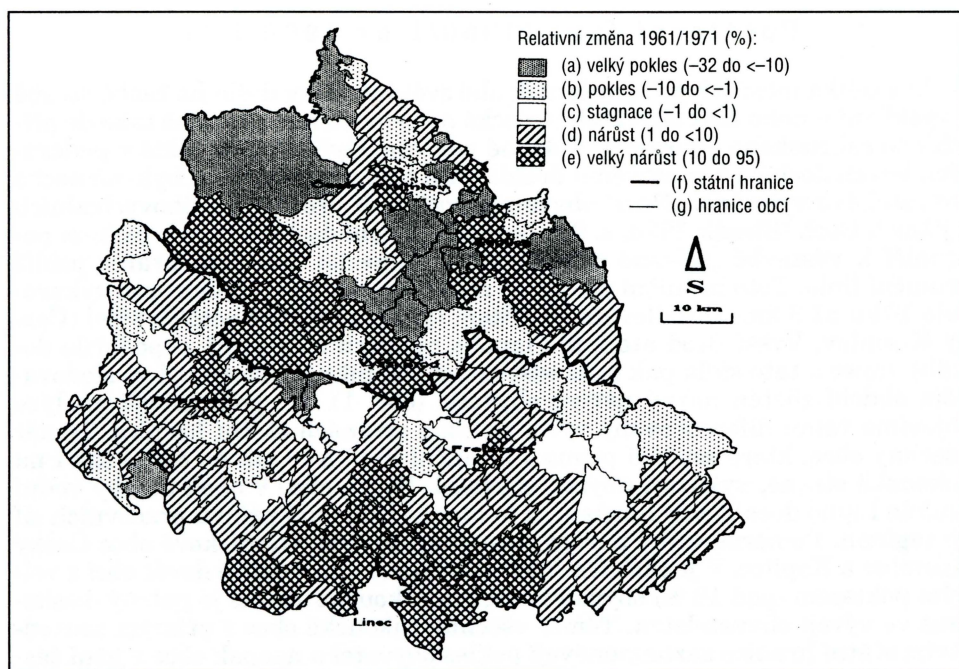 Relativní změna 1961/1971 (%):
(a) velký pokles (–32 do <–10)
(b) pokles (–10 do <–1)
(c) stagnace (–1 do <1)
(d) nárůst (1 do <10)
(e) velký nárůst (10 do 95)
(f) státní hranice
(g) hranice obcí
S
10 km
Freistadt
Linec